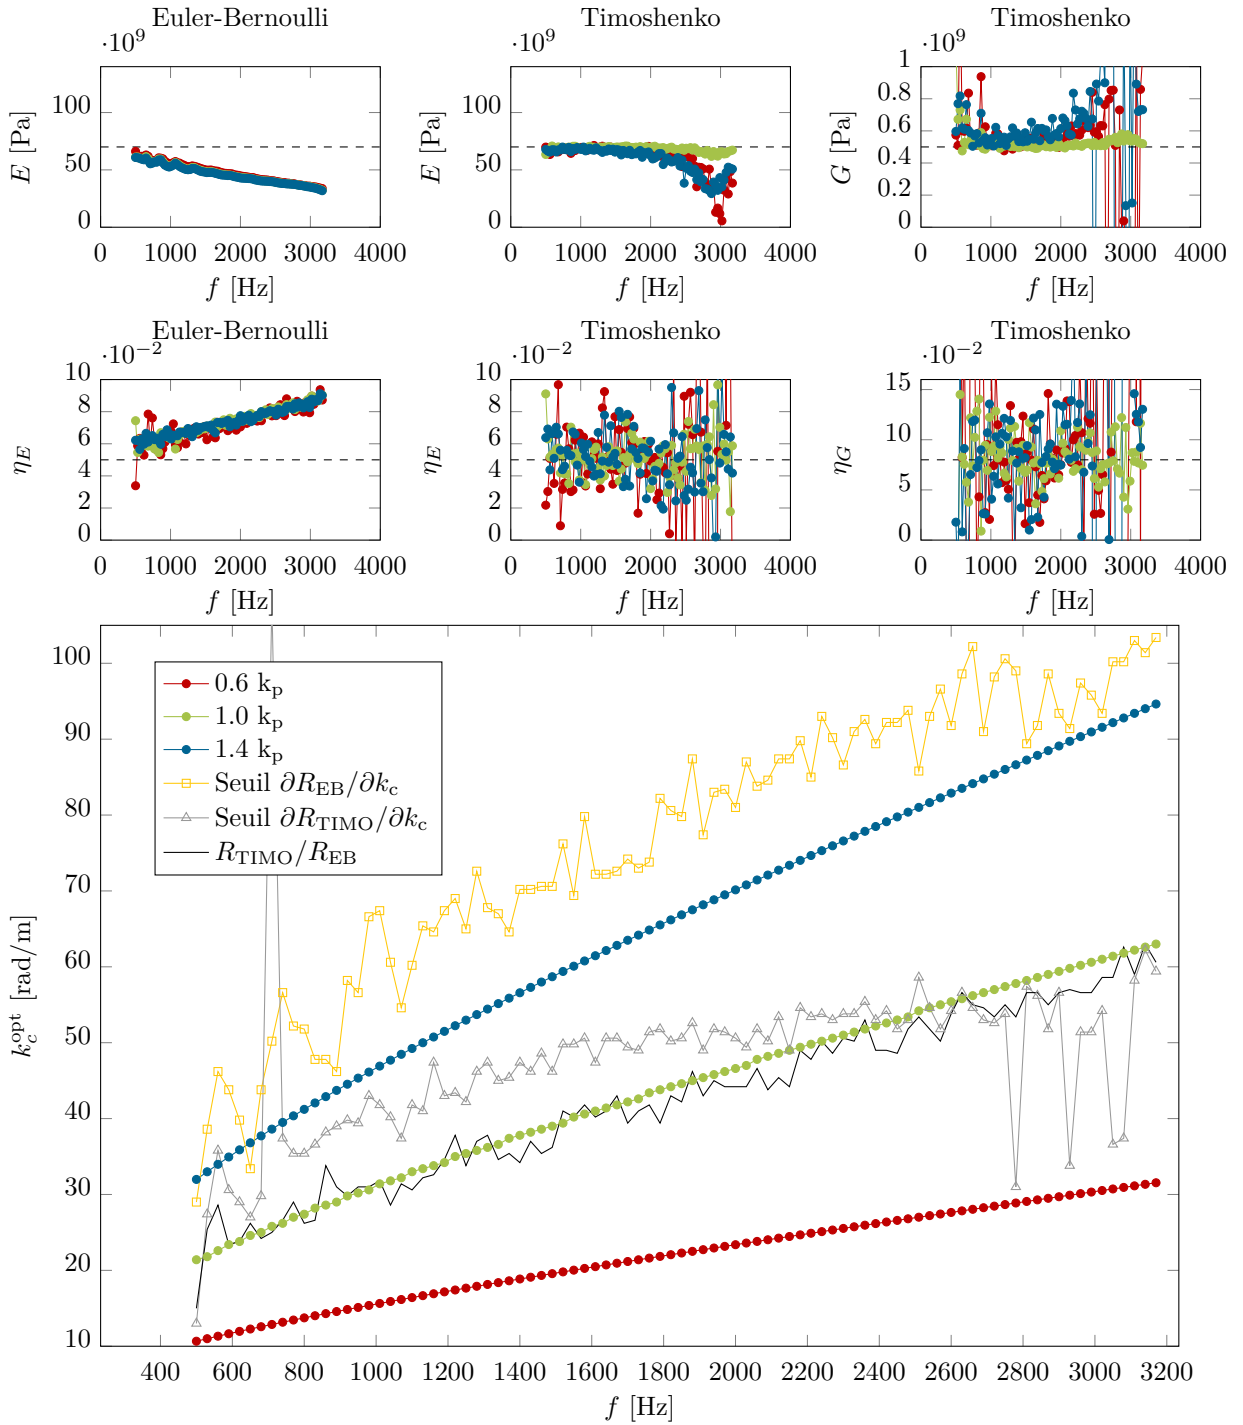 Euler-Bernoulli
·10⁹
E [Pa]
100
50
0
0 1000 2000 3000 4000
f [Hz]
Timoshenko
·10⁹
E [Pa]
100
50
0
0 1000 2000 3000 4000
f [Hz]
Timoshenko
·10⁹
G [Pa]
1
0.8
0.6
0.4
0.2
0
0 1000 2000 3000 4000
f [Hz]
Euler-Bernoulli
·10⁻²
η_E
10
8
6
4
2
0
0 1000 2000 3000 4000
f [Hz]
Timoshenko
·10⁻²
η_E
10
8
6
4
2
0
0 1000 2000 3000 4000
f [Hz]
Timoshenko
·10⁻²
η_G
15
10
5
0
0 1000 2000 3000 4000
f [Hz]
k_c^opt [rad/m]
100
90
80
70
60
50
40
30
20
10
0.6 k_p
1.0 k_p
1.4 k_p
Seuil ∂R_EB/∂k_c
Seuil ∂R_TIMO/∂k_c
R_TIMO/R_EB
400 600 800 1000 1200 1400 1600 1800 2000 2200 2400 2600 2800 3000 3200
f [Hz]